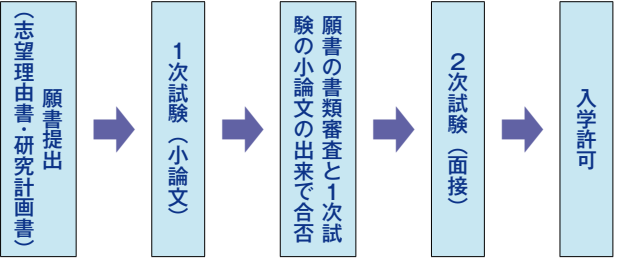 願書提出
（志望理由書・研究計画書）
１次試験（小論文）
願書の書類審査と１次試
験の小論文の出来で合否
２次試験（面接）
入学許可